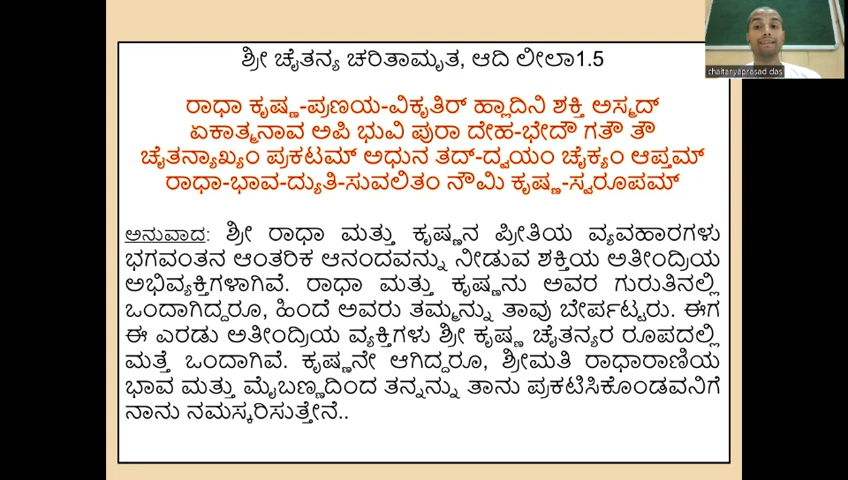 ಶ್ರೀ ಚೈತನ್ಯ ಚರಿತಾಮೃತ, ಆದಿ ಲೀಲಾ1.5
ರಾಧಾ ಕೃಷ್ಣ-ಪ್ರಣಯ-ವಿಕೃತಿರ್ ಹ್ಲಾದಿನಿ ಶಕ್ತಿ ಅಸ್ಮದ್
ಏಕಾತ್ಮನಾವ ಅಪಿ ಭುವಿ ಪುರಾ ದೇಹ-ಭೇದೌ ಗತೌ ತೌ
ಚೈತನ್ಯಾಖ್ಯಂ ಪ್ರಕಟಮ್ ಅಧುನ ತದ್-ದ್ವಯಂ ಚೈಕ್ಯಂ ಆಪ್ತಮ್
ರಾಧಾ-ಭಾವ-ದ್ಯುತಿ-ಸುವಲಿತಂ ನೌಮಿ ಕೃಷ್ಣ-ಸ್ವರೂಪಮ್
ಅನುವಾದ: ಶ್ರೀ ರಾಧಾ ಮತ್ತು ಕೃಷ್ಣನ ಪ್ರೀತಿಯ ವ್ಯವಹಾರಗಳು
ಭಗವಂತನ ಆಂತರಿಕ ಆನಂದವನ್ನು ನೀಡುವ ಶಕ್ತಿಯ ಅತೀಂದ್ರಿಯ
ಅಭಿವ್ಯಕ್ತಿಗಳಾಗಿವೆ. ರಾಧಾ ಮತ್ತು ಕೃಷ್ಣನು ಅವರ ಗುರುತಿನಲ್ಲಿ
ಒಂದಾಗಿದ್ದರೂ, ಹಿಂದೆ ಅವರು ತಮ್ಮನ್ನು ತಾವು ಬೇರ್ಪಟ್ಟರು. ಈಗ
ಈ ಎರಡು ಅತೀಂದ್ರಿಯ ವ್ಯಕ್ತಿಗಳು ಶ್ರೀ ಕೃಷ್ಣ ಚೈತನ್ಯರ ರೂಪದಲ್ಲಿ
ಮತ್ತೆ ಒಂದಾಗಿವೆ. ಕೃಷ್ಣನೇ ಆಗಿದ್ದರೂ, ಶ್ರೀಮತಿ ರಾಧಾರಾಣಿಯ
ಭಾವ ಮತ್ತು ಮೈಬಣ್ಣದಿಂದ ತನ್ನನ್ನು ತಾನು ಪ್ರಕಟಿಸಿಕೊಂಡವನಿಗೆ
ನಾನು ನಮಸ್ಕರಿಸುತ್ತೇನೆ..
chaitanyaprasad das